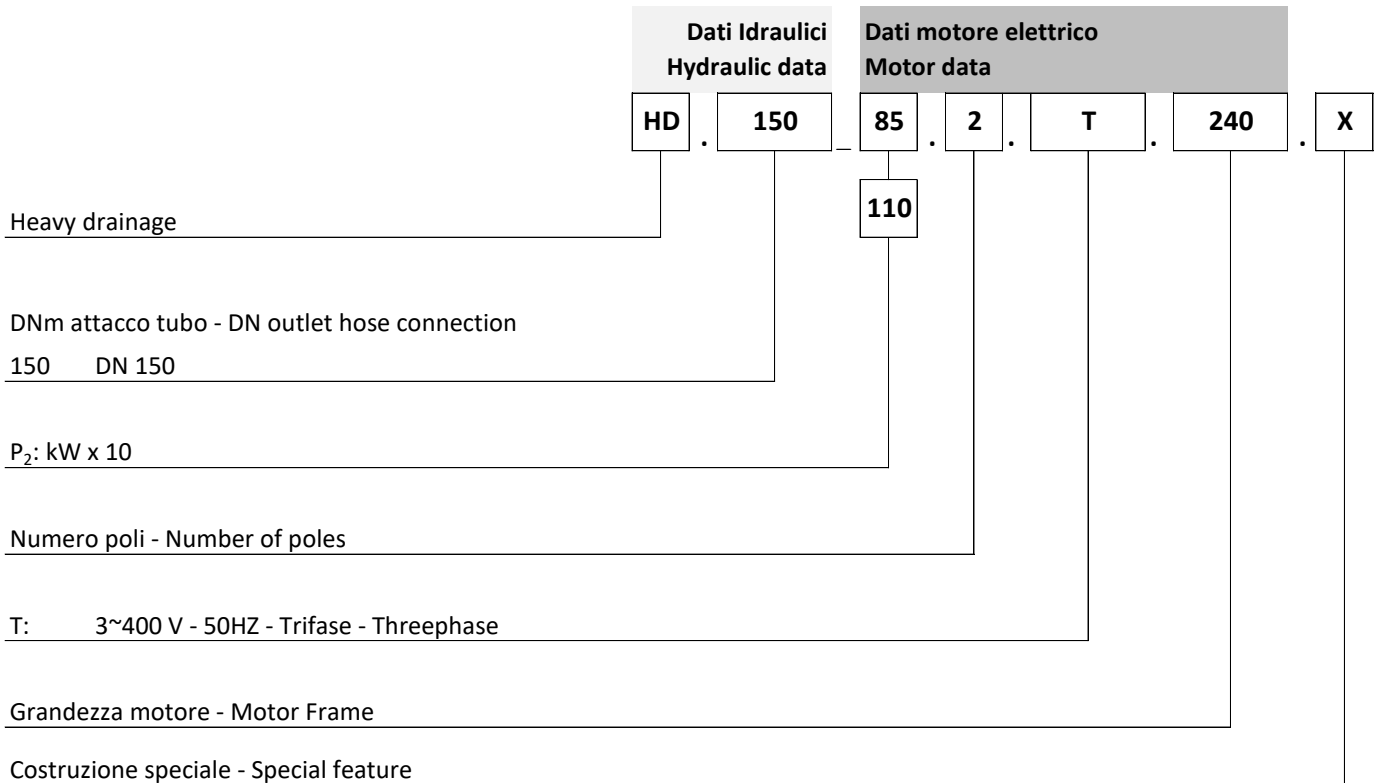 Dati Idraulici
Hydraulic data
Dati motore elettrico
Motor data
HD . 150 _ 85 . 2 . T . 240 . X
110
Heavy drainage
DNm attacco tubo - DN outlet hose connection
150 DN 150
P₂: kW x 10
Numero poli - Number of poles
T: 3~400 V - 50HZ - Trifase - Threephase
Grandezza motore - Motor Frame
Costruzione speciale - Special feature